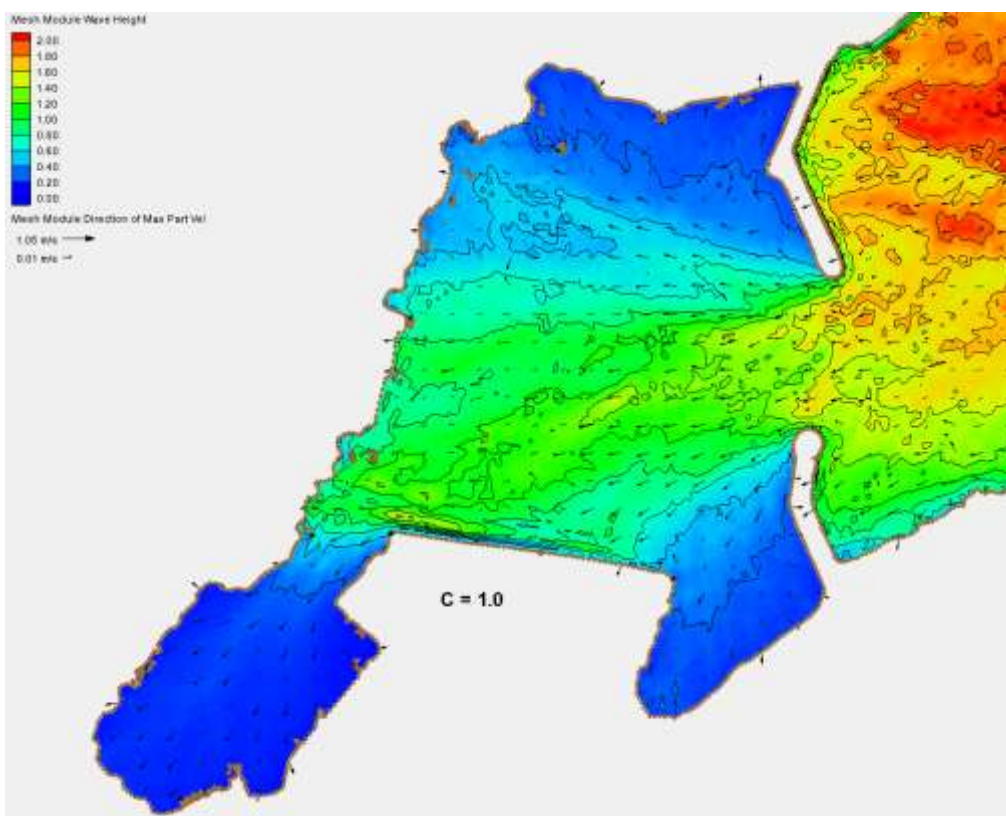 Mesh Module Wave Height
2.00
1.80
1.60
1.40
1.20
1.00
0.80
0.60
0.40
0.20
0.00
Mesh Module Direction of Max Part Vel
1.05 m/s
0.01 m/s
C = 1.0